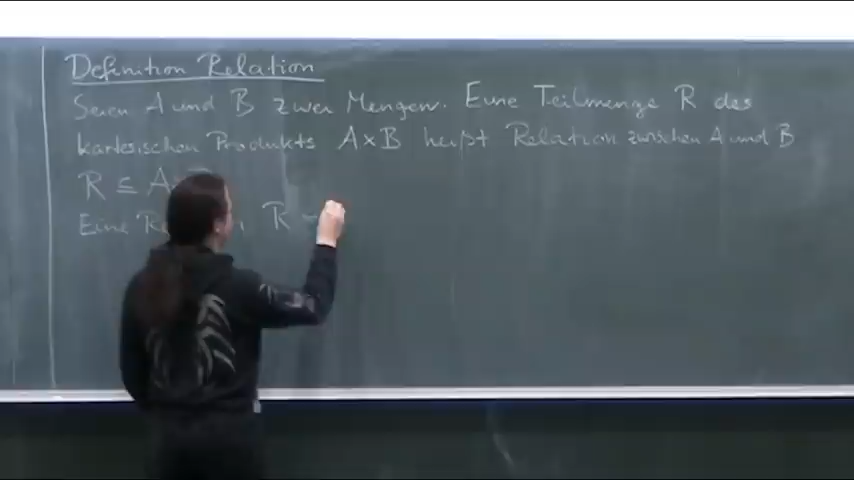 Definition Relation
Seien A und B zwei Mengen. Eine Teilmenge R des
kartesischen Produkts A×B heißt Relation zwischen A und B
R ⊆ A
Eine R